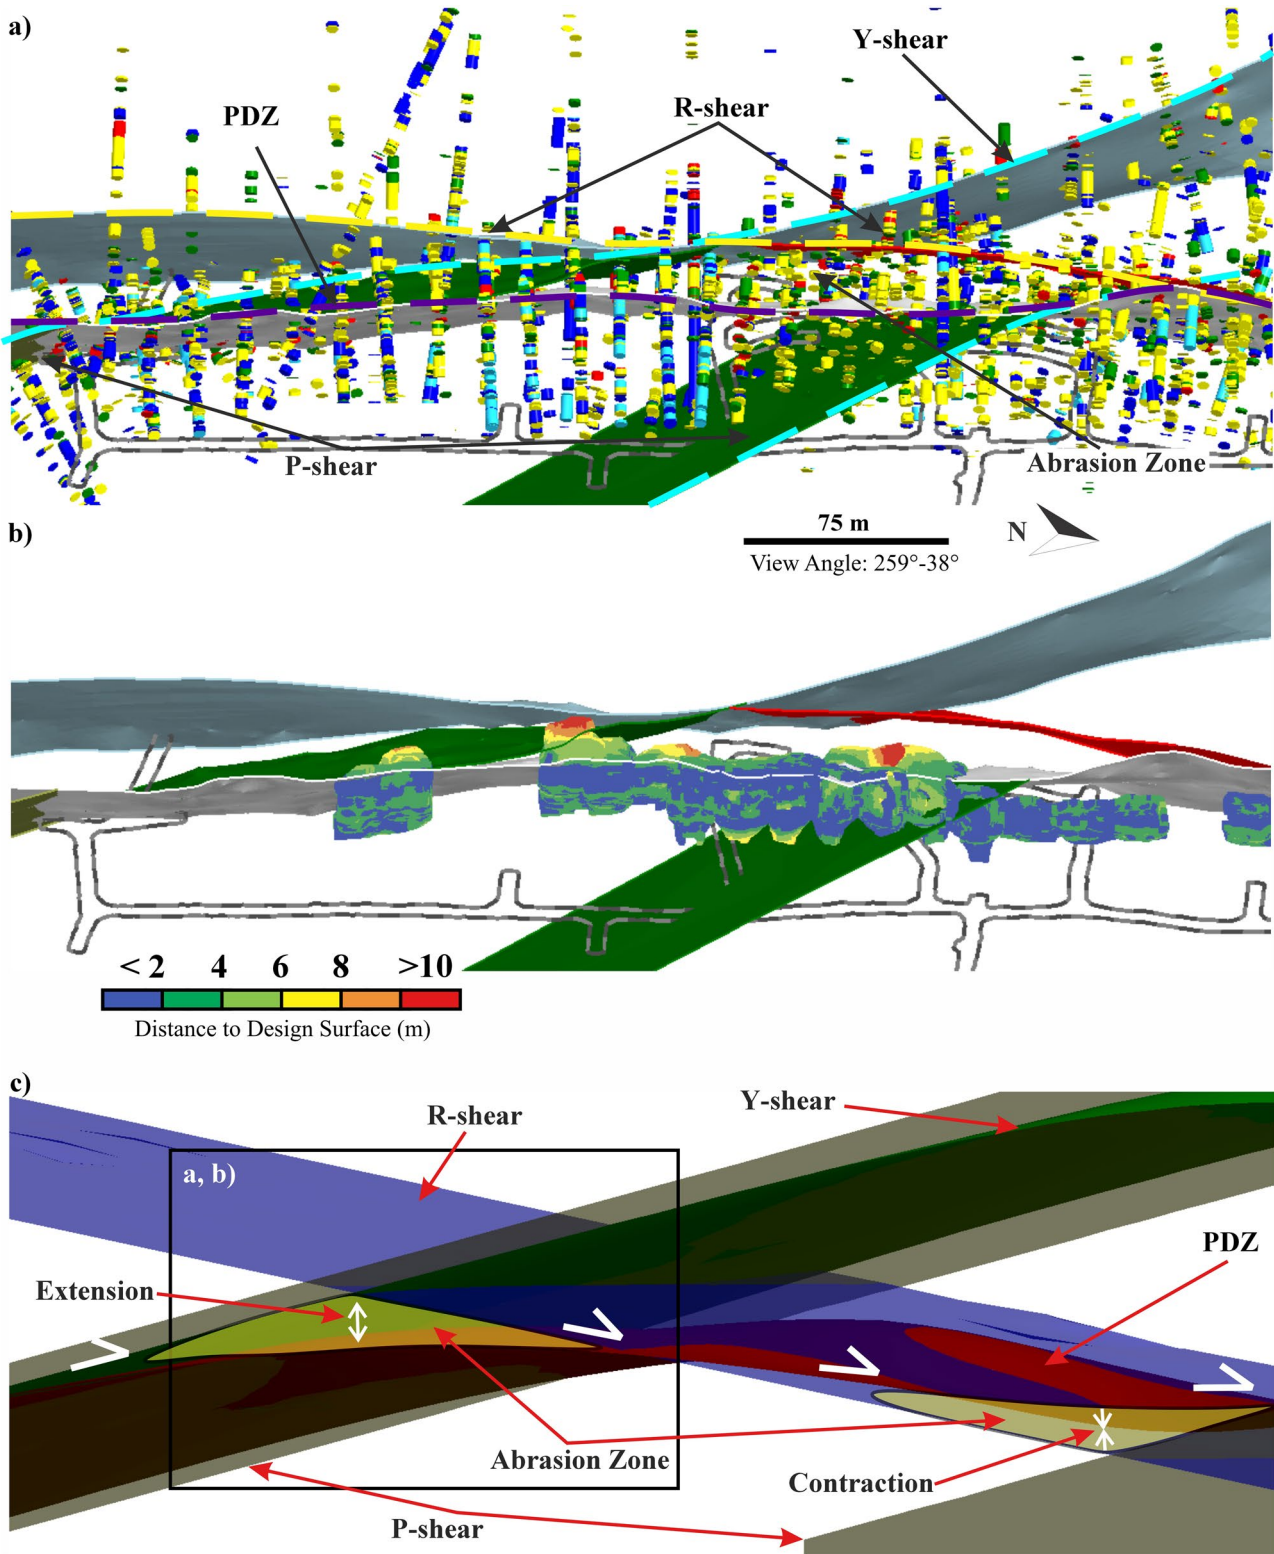 a)
Y-shear
R-shear
PDZ
P-shear
Abrasion Zone
b)
75 m
N
View Angle: 259°-38°
< 2 4 6 8 >10
Distance to Design Surface (m)
c)
Y-shear
R-shear
a, b)
PDZ
Extension
Abrasion Zone
Contraction
P-shear